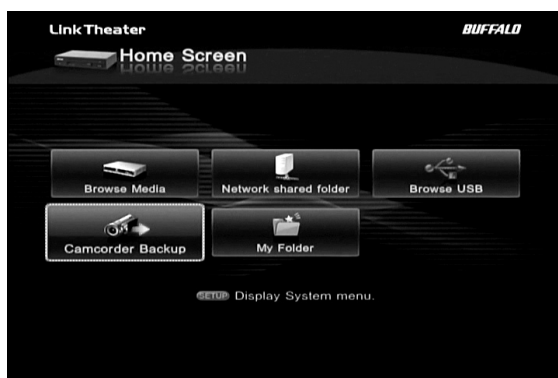 LinkTheater
BUFFALO
Home Screen
Browse Media
Network shared folder
Browse USB
Camcorder Backup
My Folder
SETUP Display System menu.